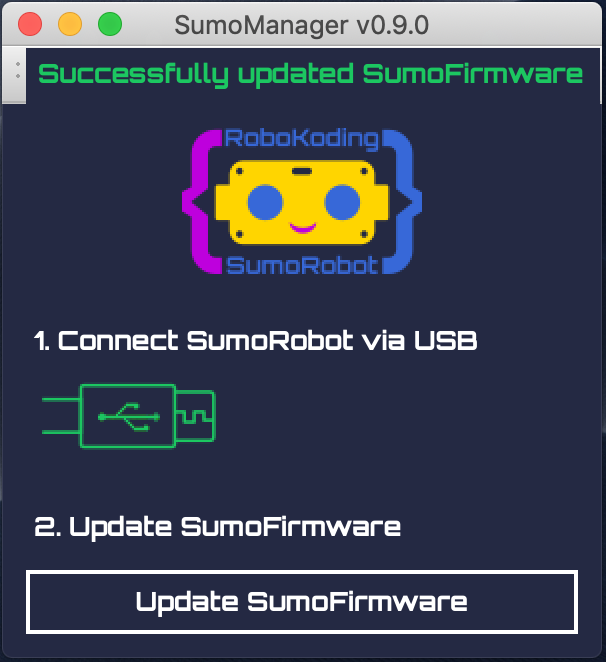 SumoManager v0.9.0
Successfully updated SumoFirmware
RoboKoding
SumoRobot
1. Connect SumoRobot via USB
2. Update SumoFirmware
Update SumoFirmware